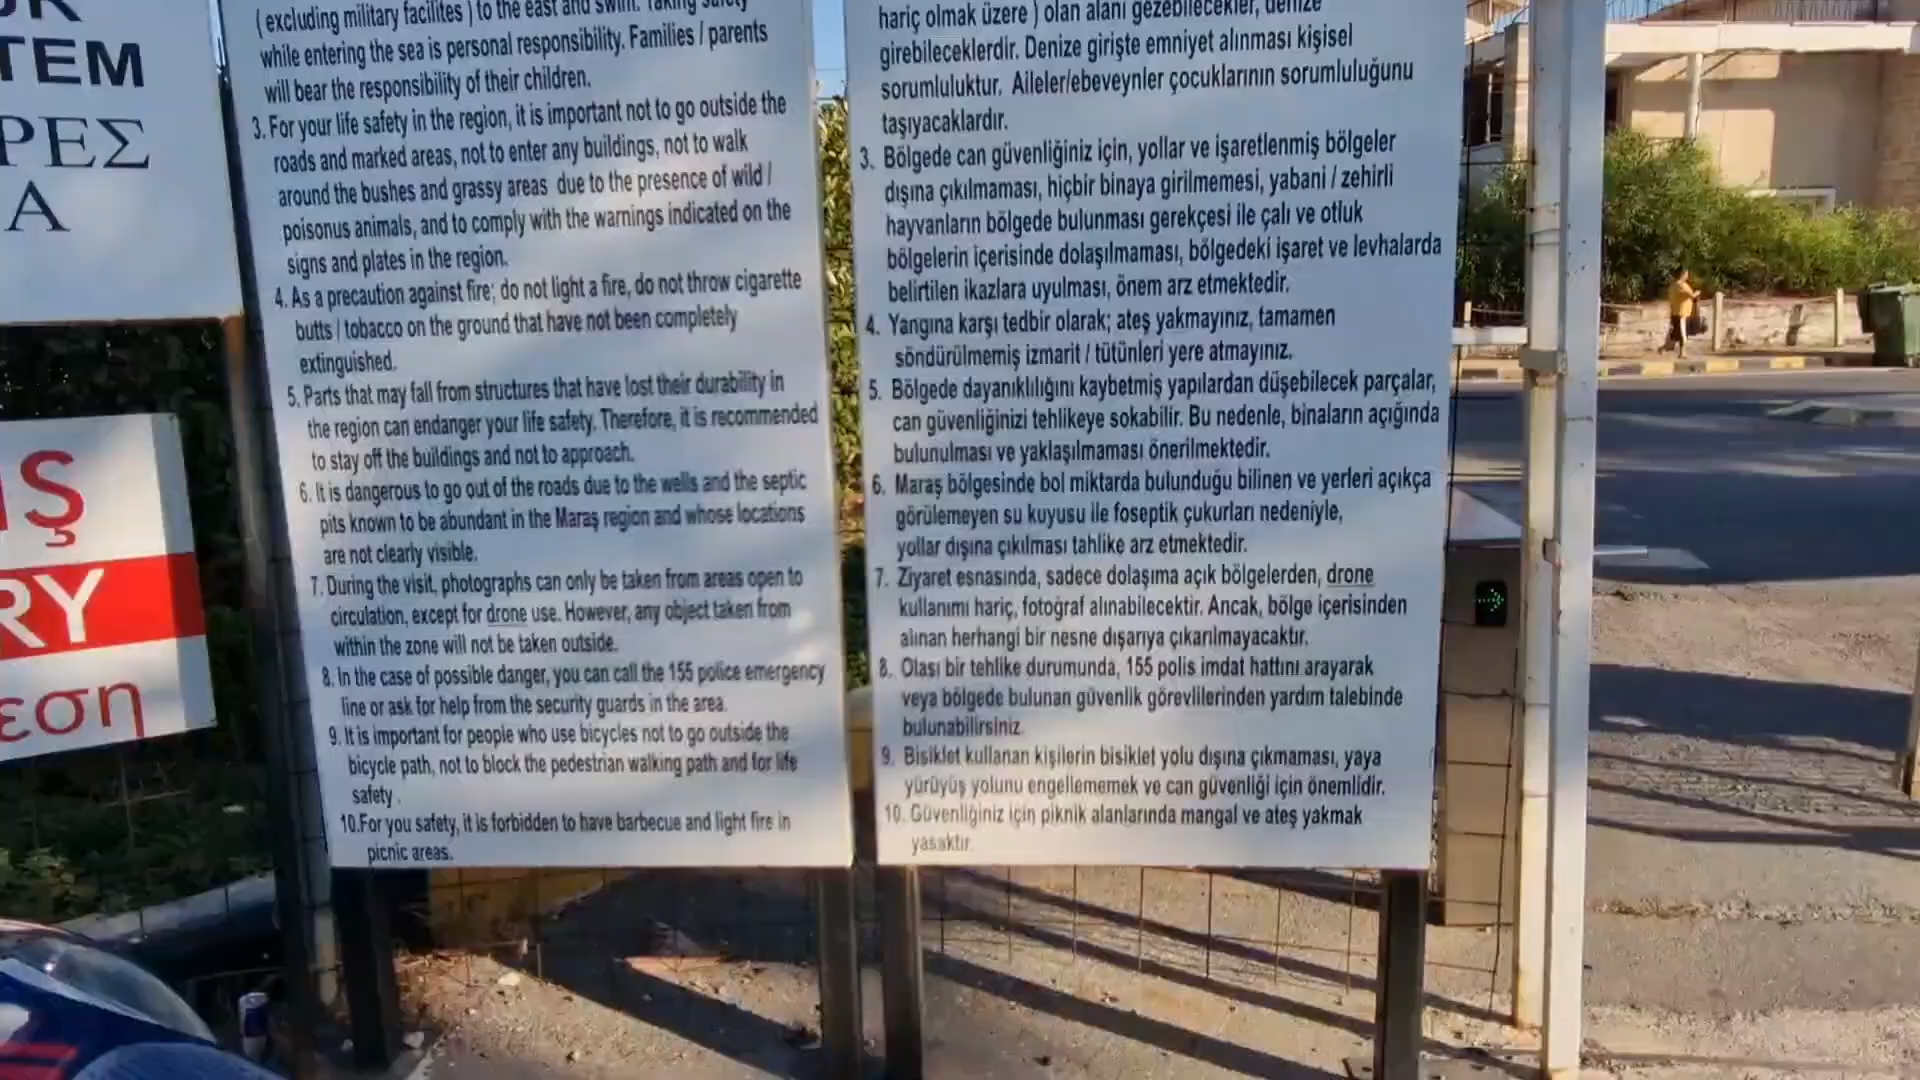 TEM
ΡΕΣ
Α
IŞ
RY
εση
( excluding military facilites ) to the east and swim. Taking safety
while entering the sea is personal responsibility. Families / parents
will bear the responsibility of their children.
3. For your life safety in the region, it is important not to go outside the
roads and marked areas, not to enter any buildings, not to walk
around the bushes and grassy areas due to the presence of wild /
poisonus animals, and to comply with the warnings indicated on the
signs and plates in the region.
4. As a precaution against fire; do not light a fire, do not throw cigarette
butts / tobacco on the ground that have not been completely
extinguished.
5. Parts that may fall from structures that have lost their durability in
the region can endanger your life safety. Therefore, it is recommended
to stay off the buildings and not to approach.
6. It is dangerous to go out of the roads due to the wells and the septic
pits known to be abundant in the Maraş region and whose locations
are not clearly visible.
7. During the visit, photographs can only be taken from areas open to
circulation, except for drone use. However, any object taken from
within the zone will not be taken outside.
8. In the case of possible danger, you can call the 155 police emergency
line or ask for help from the security guards in the area.
9. It is important for people who use bicycles not to go outside the
bicycle path, not to block the pedestrian walking path and for life
safety .
10.For you safety, it is forbidden to have barbecue and light fire in
picnic areas.
hariç olmak üzere ) olan alanı gezebilecekler, denize
girebileceklerdir. Denize girişte emniyet alınması kişisel
sorumluluktur. Aileler/ebeveynler çocuklarının sorumluluğunu
taşıyacaklardır.
3. Bölgede can güvenliğiniz için, yollar ve işaretlenmiş bölgeler
dışına çıkılmaması, hiçbir binaya girilmemesi, yabani / zehirli
hayvanların bölgede bulunması gerekçesi ile çalı ve otluk
bölgelerin içerisinde dolaşılmaması, bölgedeki işaret ve levhalarda
belirtilen ikazlara uyulması, önem arz etmektedir.
4. Yangına karşı tedbir olarak; ateş yakmayınız, tamamen
söndürülmemiş izmarit / tütünleri yere atmayınız.
5. Bölgede dayanıklılığını kaybetmiş yapılardan düşebilecek parçalar,
can güvenliğinizi tehlikeye sokabilir. Bu nedenle, binaların açığında
bulunulması ve yaklaşılmaması önerilmektedir.
6. Maraş bölgesinde bol miktarda bulunduğu bilinen ve yerleri açıkça
görülemeyen su kuyusu ile foseptik çukurları nedeniyle,
yollar dışına çıkılması tahlike arz etmektedir.
7. Ziyaret esnasında, sadece dolaşıma açık bölgelerden, drone
kullanımı hariç, fotoğraf alınabilecektir. Ancak, bölge içerisinden
alınan herhangi bir nesne dışarıya çıkarılmayacaktır.
8. Olası bir tehlike durumunda, 155 polis imdat hattını arayarak
veya bölgede bulunan güvenlik görevlilerinden yardım talebinde
bulunabilirsiniz.
9. Bisiklet kullanan kişilerin bisiklet yolu dışına çıkmaması, yaya
yürüyüş yolunu engellememek ve can güvenliği için önemlidir.
10. Güvenliğiniz için piknik alanlarında mangal ve ateş yakmak
yasaktır.